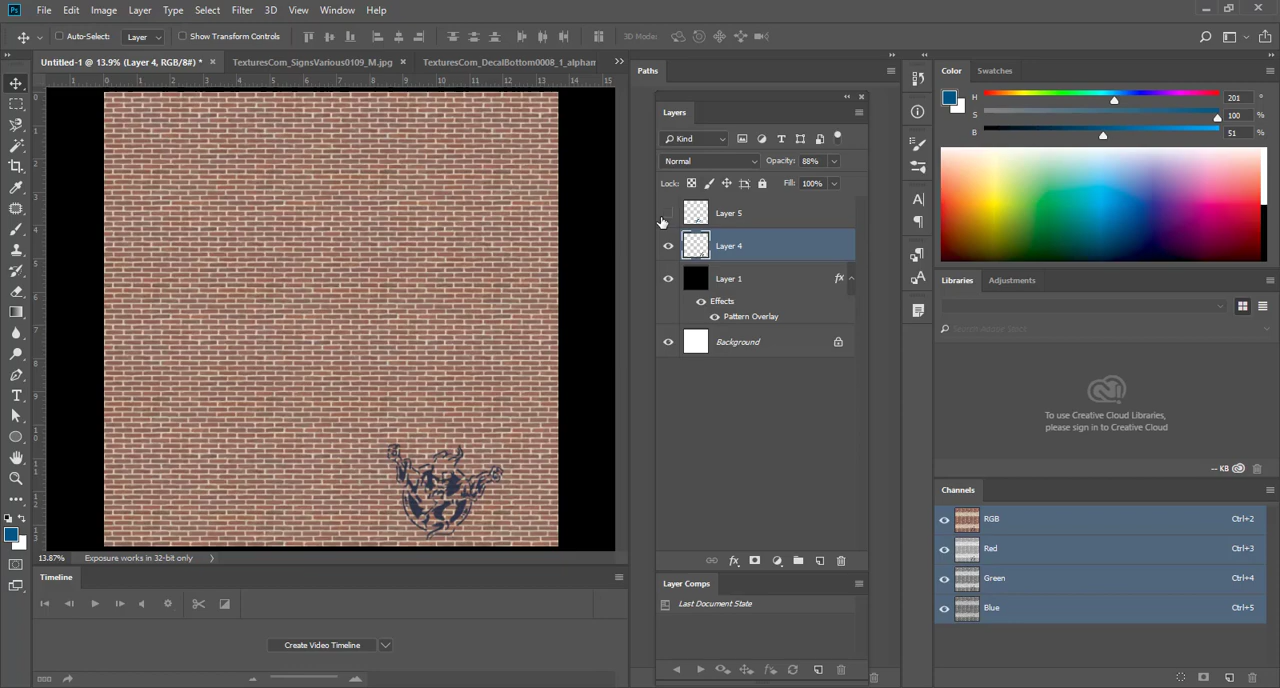 Ps File Edit Image Layer Type Select Filter 3D View Window Help
Auto-Select: Layer Show Transform Controls 3D Mode:
Untitled-1 @ 13.9% (Layer 4, RGB/8#) * × TexturesCom_SignsVarious0109_M.jpg × TexturesCom_DecalBottom0008_1_alpham
Paths
Color Swatches
Layers
H 201 °
S 100 %
B 51 %
Kind
Normal Opacity: 88%
Lock: Fill: 100%
Layer 5
Layer 4
Layer 1 fx
Effects
Pattern Overlay
Background
Libraries Adjustments
Search Adobe Stock
To use Creative Cloud Libraries,
please sign in to Creative Cloud
-- KB
Channels
RGB Ctrl+2
Red Ctrl+3
Green Ctrl+4
Blue Ctrl+5
13.87% Exposure works in 32-bit only
Timeline
Create Video Timeline
Layer Comps
Last Document State